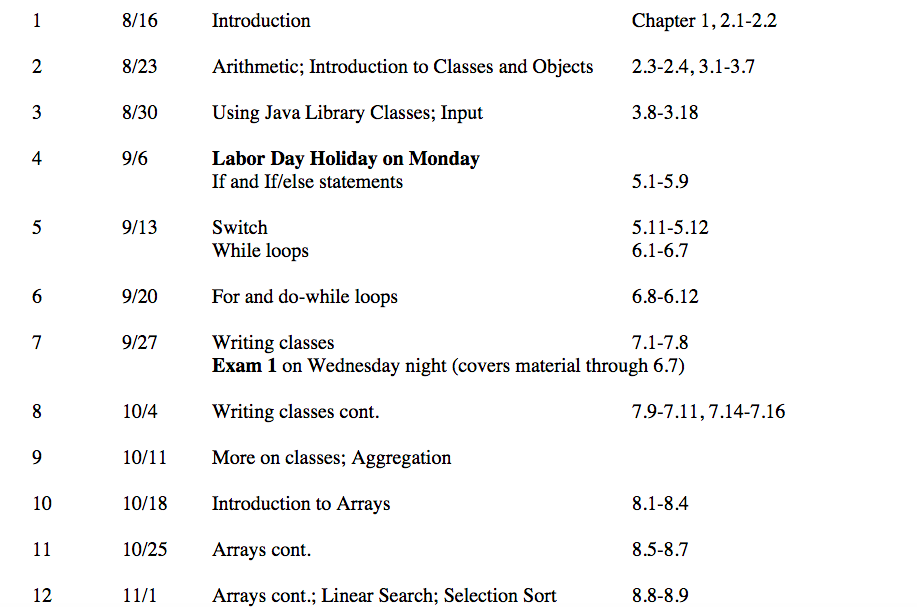 1 8/16 Introduction Chapter 1, 2.1-2.2
2 8/23 Arithmetic; Introduction to Classes and Objects 2.3-2.4, 3.1-3.7
3 8/30 Using Java Library Classes; Input 3.8-3.18
4 9/6 Labor Day Holiday on Monday
If and If/else statements 5.1-5.9
5 9/13 Switch 5.11-5.12
While loops 6.1-6.7
6 9/20 For and do-while loops 6.8-6.12
7 9/27 Writing classes 7.1-7.8
Exam 1 on Wednesday night (covers material through 6.7)
8 10/4 Writing classes cont. 7.9-7.11, 7.14-7.16
9 10/11 More on classes; Aggregation
10 10/18 Introduction to Arrays 8.1-8.4
11 10/25 Arrays cont. 8.5-8.7
12 11/1 Arrays cont.; Linear Search; Selection Sort 8.8-8.9